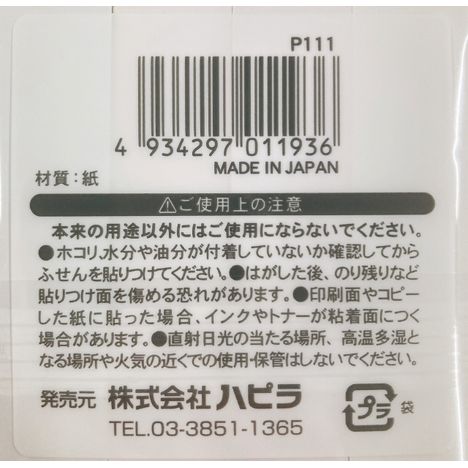 P111
4 934297 011936
MADE IN JAPAN
材質：紙
⚠ご使用上の注意
本来の用途以外にはご使用にならないでください。
●ホコリ、水分や油分が付着していないか確認してから
ふせんを貼りつけてください。●はがした後、のり残りなど
貼りつけ面を傷める恐れがあります。●印刷面やコピー
した紙に貼った場合、インクやトナーが粘着面につく
場合があります。●直射日光の当たる場所、高温多湿と
なる場所や火気の近くでの使用・保管はしないでください。
発売元 株式会社 ハピラ
TEL.03-3851-1365
プラ 袋